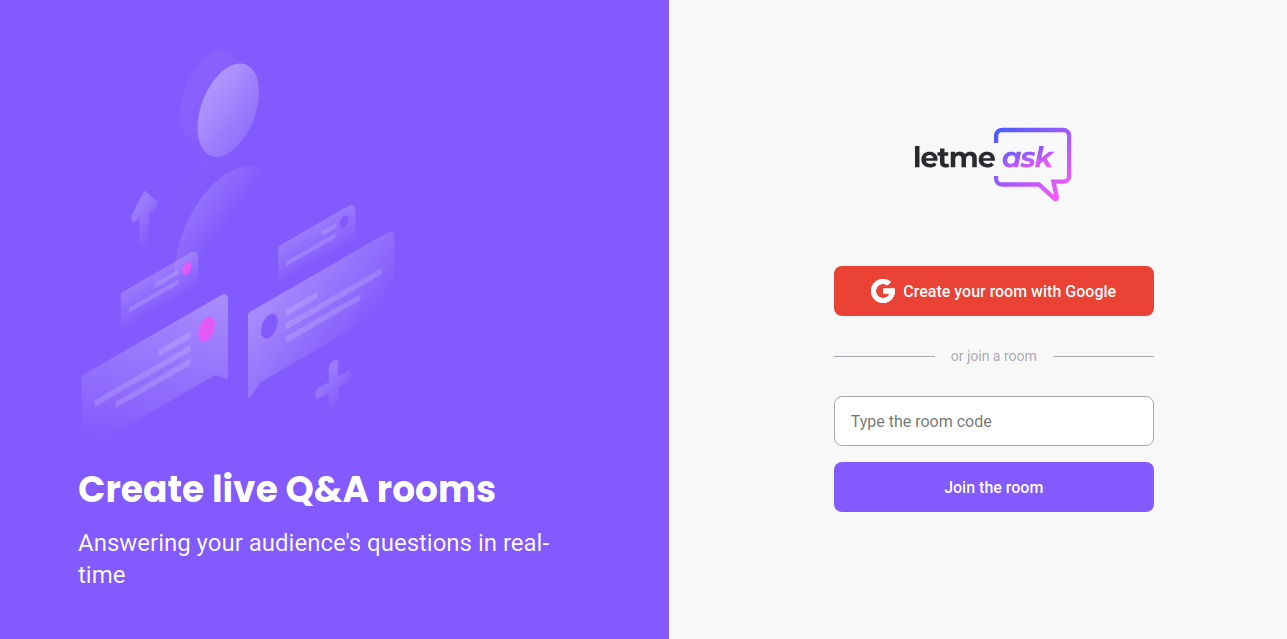 Create live Q&A rooms
Answering your audience's questions in real-
time
letme ask
Create your room with Google
or join a room
Type the room code
Join the room